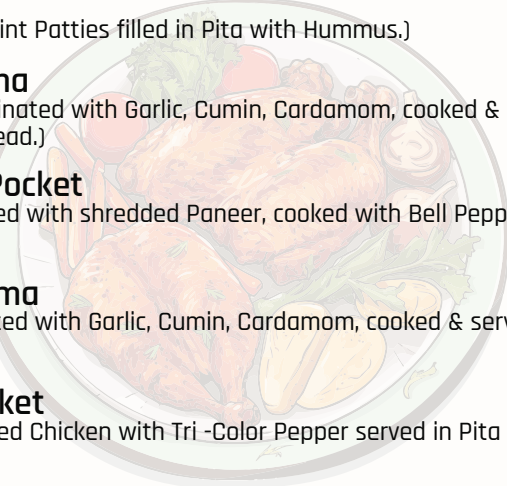 int Patties filled in Pita with Hummus.)
na
inated with Garlic, Cumin, Cardamom, cooked &
ead.)
Pocket
ed with shredded Paneer, cooked with Bell Pepp
ma
ted with Garlic, Cumin, Cardamom, cooked & serv
ket
ed Chicken with Tri -Color Pepper served in Pita